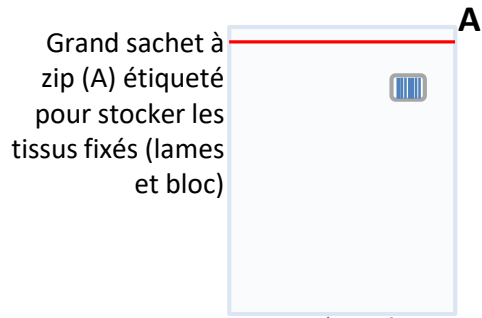 A
Grand sachet à
zip (A) étiqueté
pour stocker les
tissus fixés (lames
et bloc)